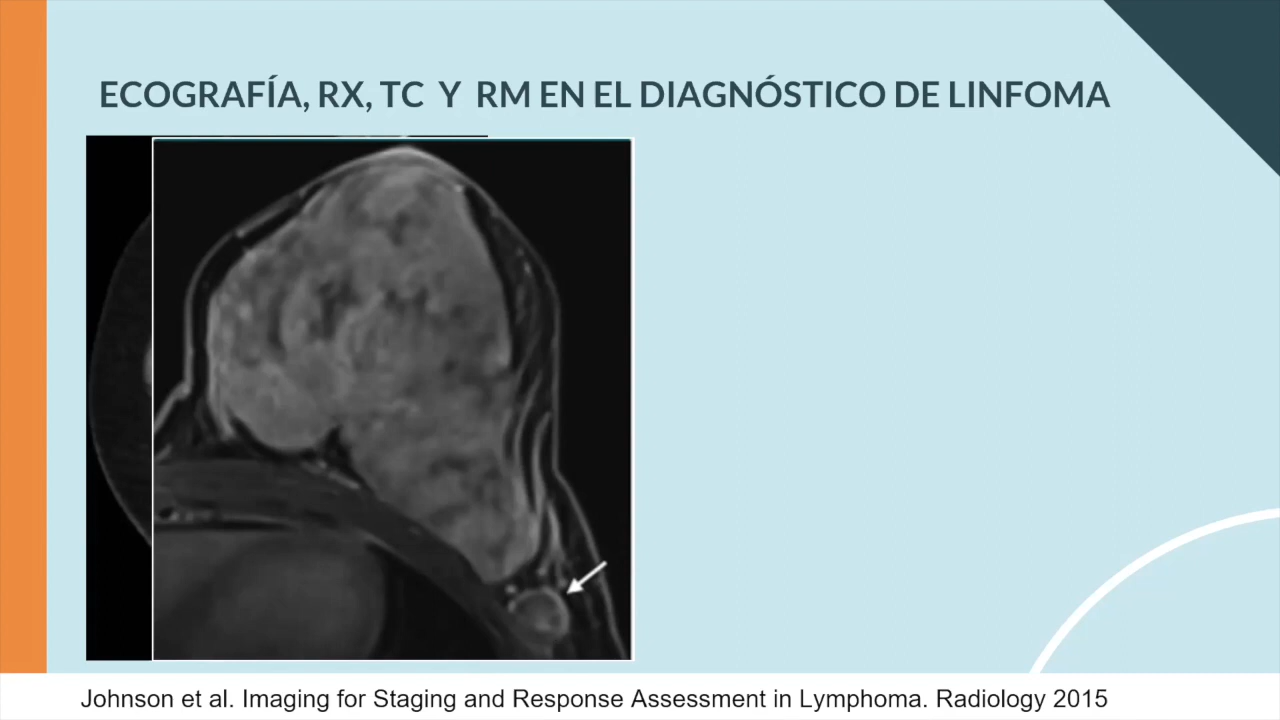 ECOGRAFÍA, RX, TC Y RM EN EL DIAGNÓSTICO DE LINFOMA
Johnson et al. Imaging for Staging and Response Assessment in Lymphoma. Radiology 2015